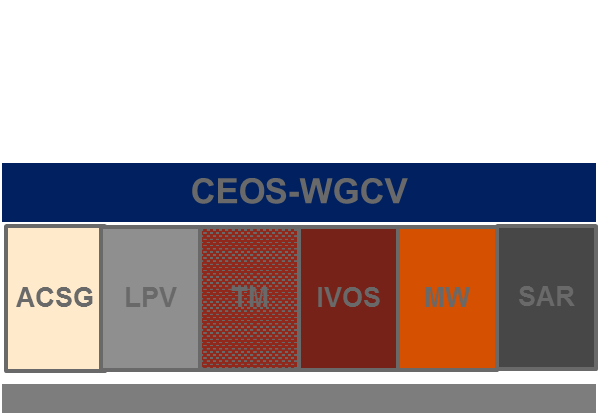 CEOS-WGCV
ACSG LPV TM IVOS MW SAR